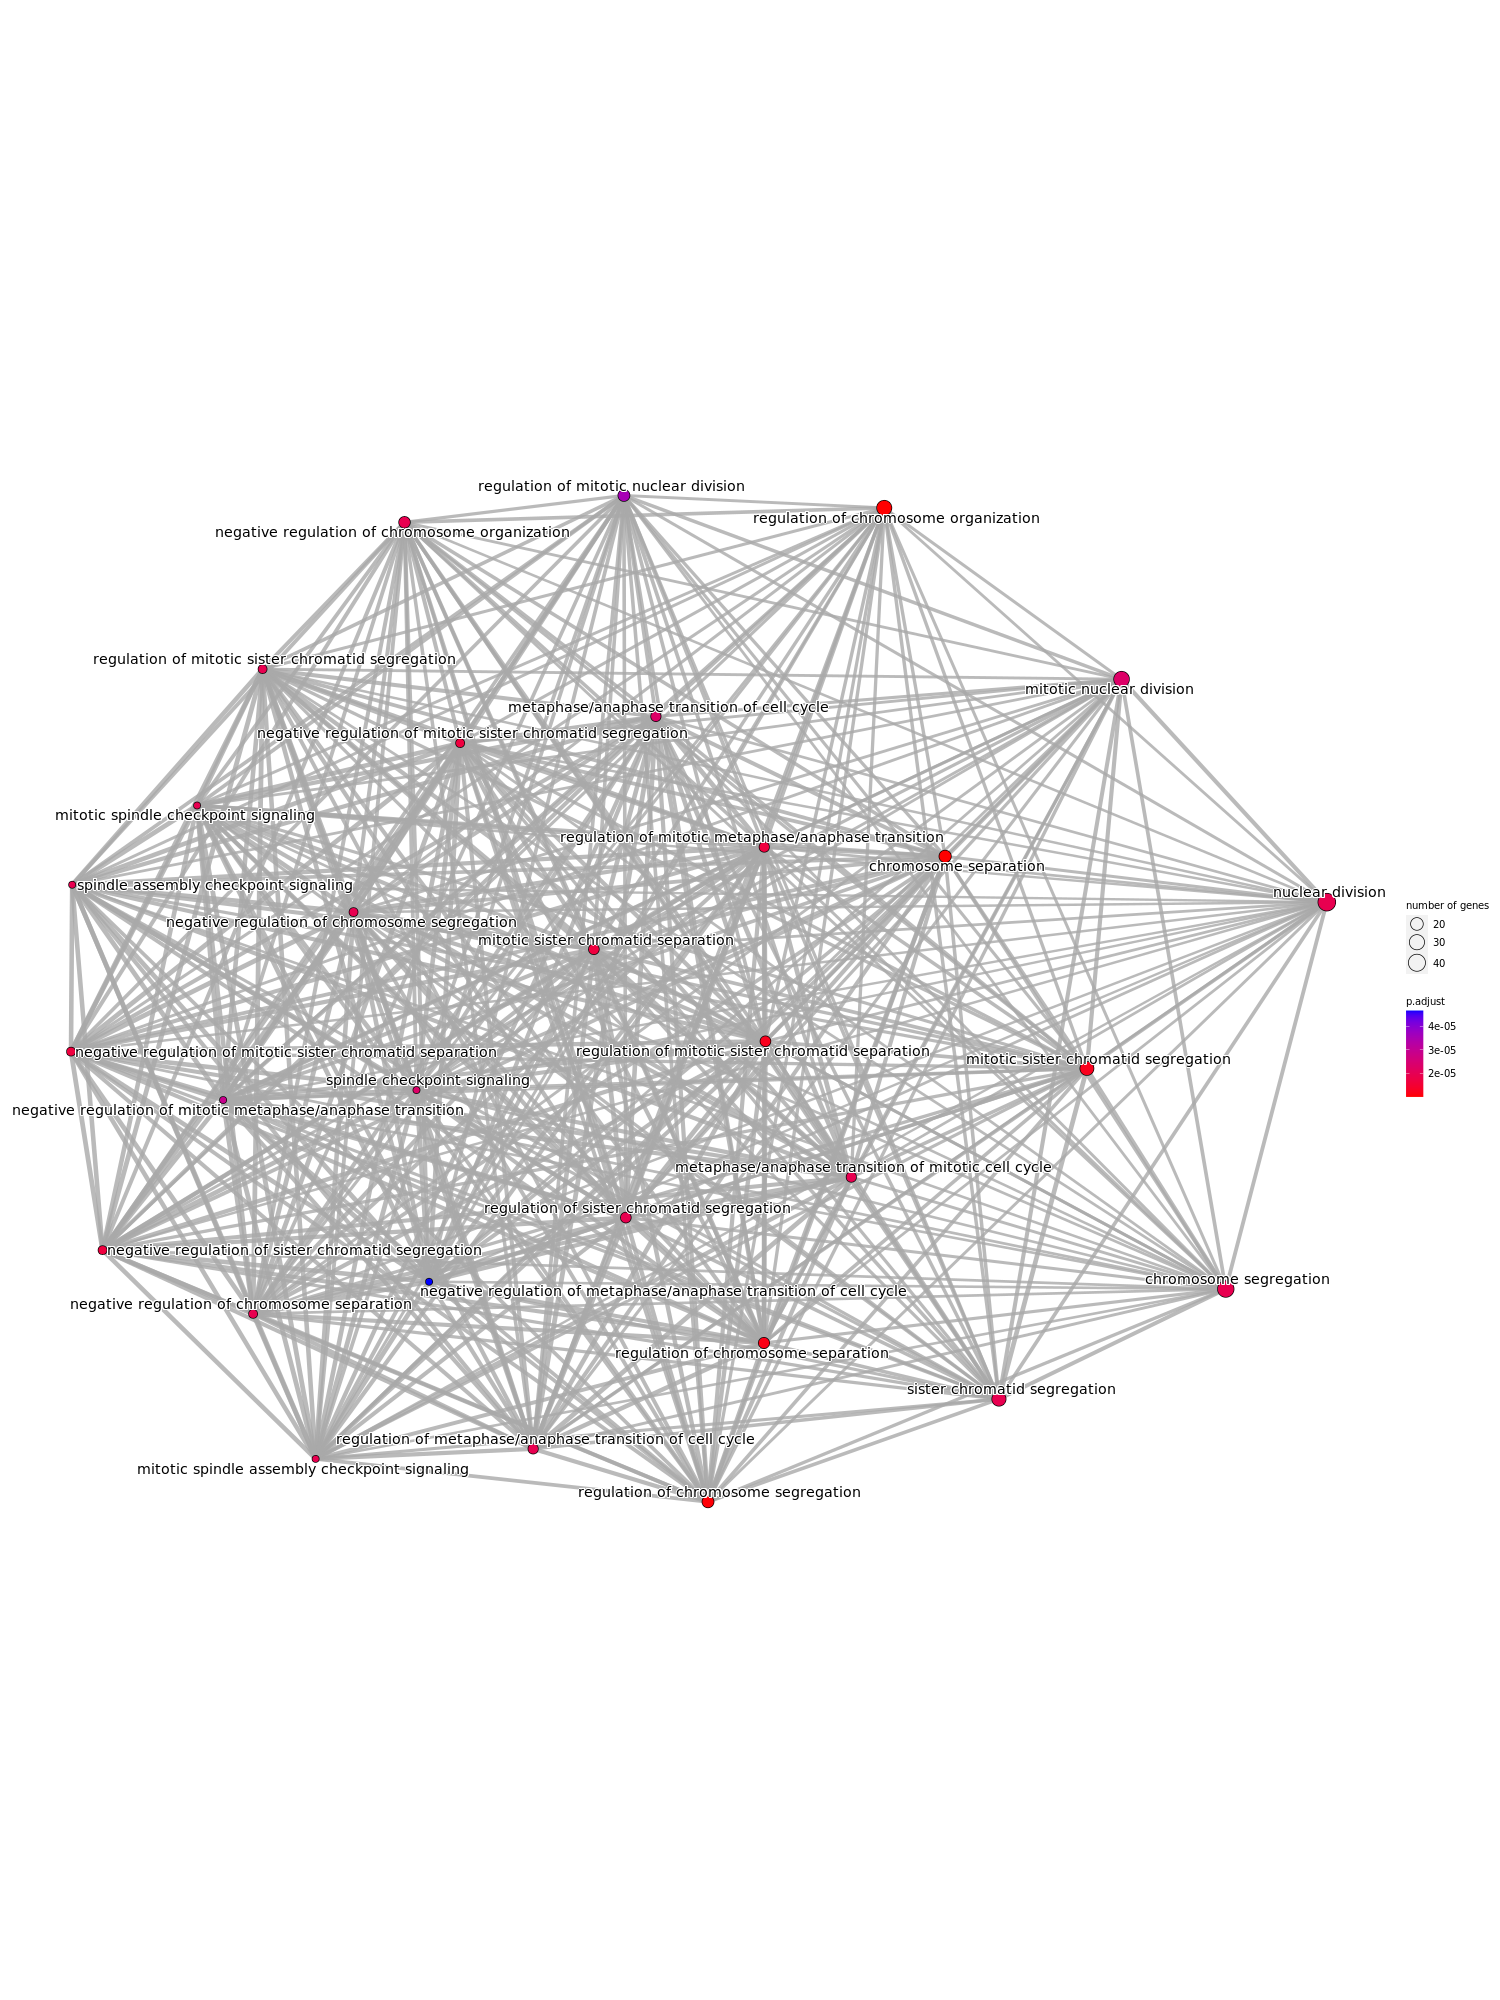 regulation of mitotic nuclear division
regulation of chromosome organization
negative regulation of chromosome organization
regulation of mitotic sister chromatid segregation
mitotic nuclear division
metaphase/anaphase transition of cell cycle
negative regulation of mitotic sister chromatid segregation
mitotic spindle checkpoint signaling
regulation of mitotic metaphase/anaphase transition
chromosome separation
spindle assembly checkpoint signaling
nuclear division
negative regulation of chromosome segregation
mitotic sister chromatid separation
negative regulation of mitotic sister chromatid separation
regulation of mitotic sister chromatid separation
mitotic sister chromatid segregation
spindle checkpoint signaling
negative regulation of mitotic metaphase/anaphase transition
metaphase/anaphase transition of mitotic cell cycle
regulation of sister chromatid segregation
negative regulation of sister chromatid segregation
chromosome segregation
negative regulation of metaphase/anaphase transition of cell cycle
negative regulation of chromosome separation
regulation of chromosome separation
sister chromatid segregation
regulation of metaphase/anaphase transition of cell cycle
mitotic spindle assembly checkpoint signaling
regulation of chromosome segregation
number of genes
20
30
40
p.adjust
4e-05
3e-05
2e-05